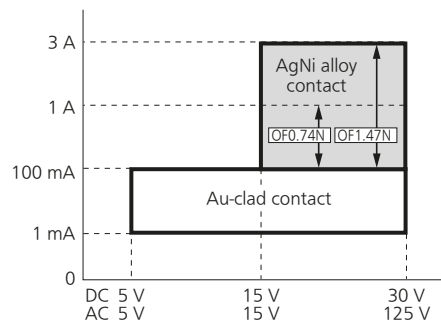 3 A
AgNi alloy
contact
1 A
OF0.74N OF1.47N
100 mA
Au-clad contact
1 mA
0
DC 5 V 15 V 30 V
AC 5 V 15 V 125 V